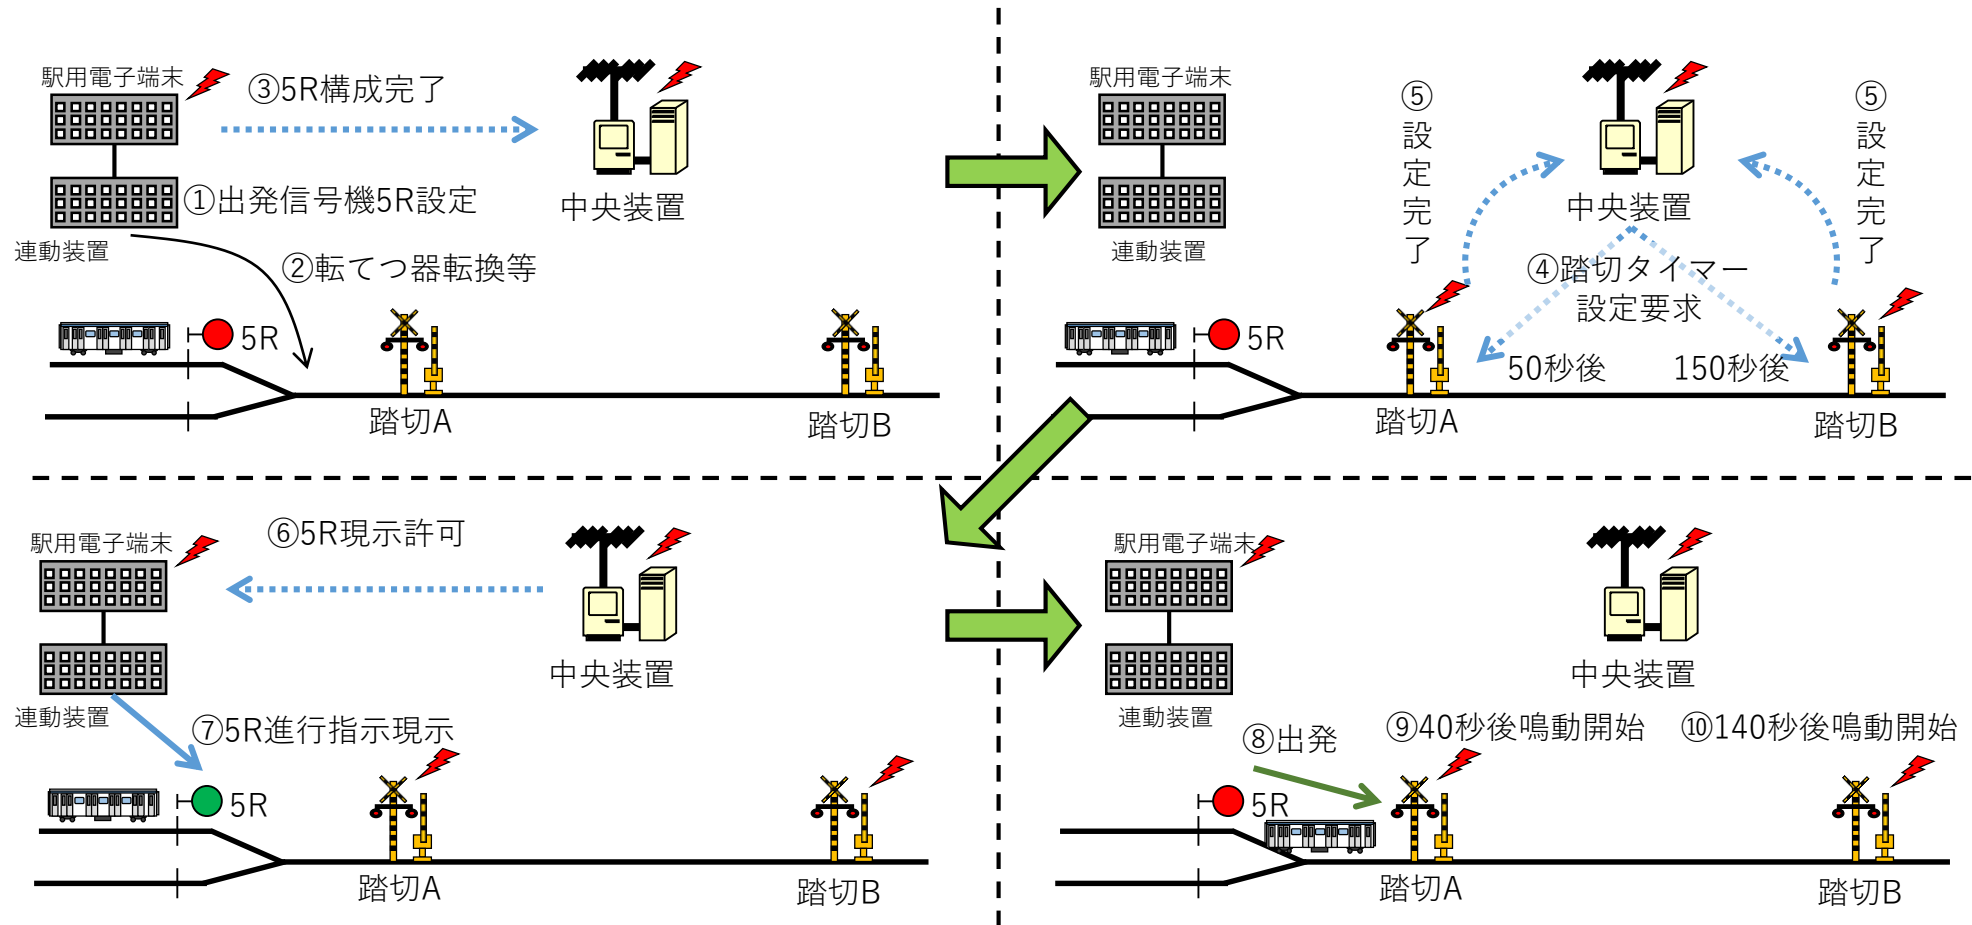 駅用電子端末
③5R構成完了
①出発信号機5R設定
中央装置
連動装置
②転てつ器転換等
5R
踏切A
踏切B
駅用電子端末
⑤設定完了
⑤設定完了
連動装置
中央装置
④踏切タイマー
設定要求
5R
50秒後
150秒後
踏切A
踏切B
駅用電子端末
⑥5R現示許可
中央装置
連動装置
⑦5R進行指示現示
5R
踏切A
踏切B
駅用電子端末
中央装置
連動装置
⑧出発
⑨40秒後鳴動開始
⑩140秒後鳴動開始
5R
踏切A
踏切B